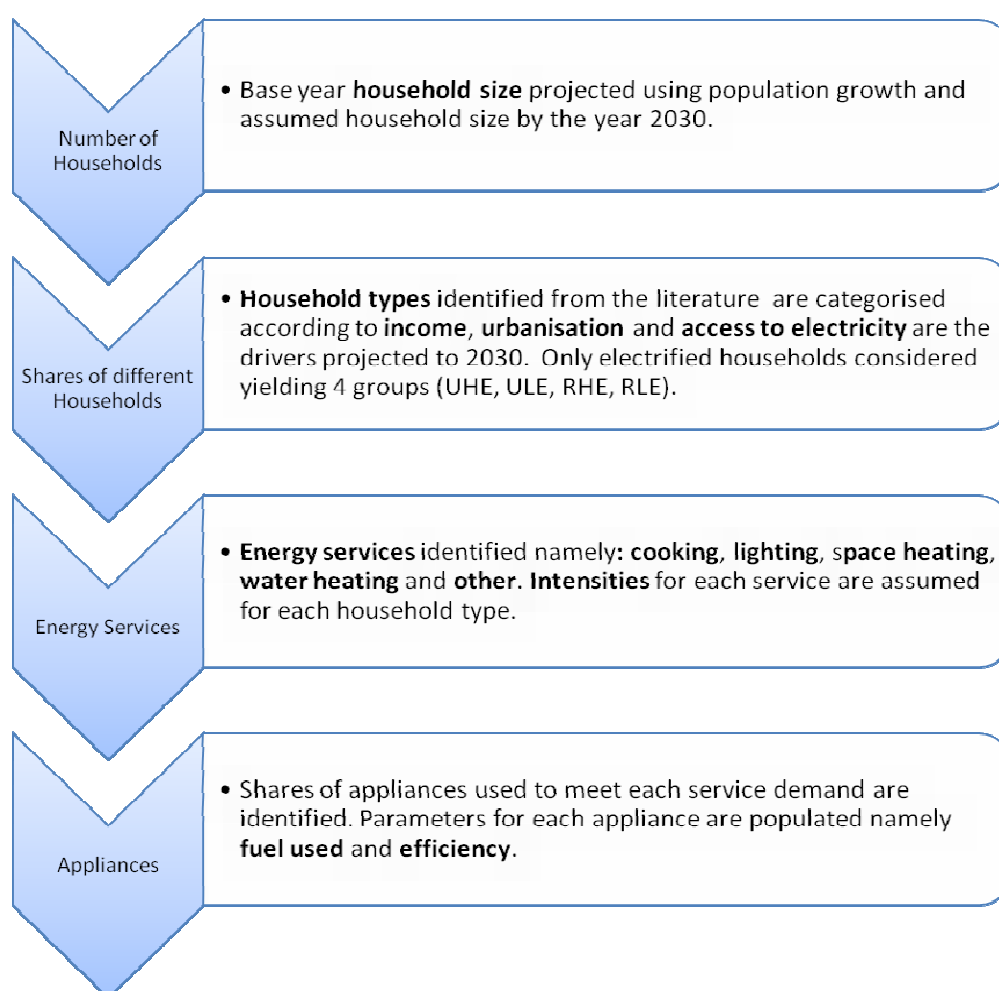 Number of
Households
• Base year household size projected using population growth and
assumed household size by the year 2030.
Shares of different
Households
• Household types identified from the literature are categorised
according to income, urbanisation and access to electricity are the
drivers projected to 2030. Only electrified households considered
yielding 4 groups (UHE, ULE, RHE, RLE).
Energy Services
• Energy services identified namely: cooking, lighting, space heating,
water heating and other. Intensities for each service are assumed
for each household type.
Appliances
• Shares of appliances used to meet each service demand are
identified. Parameters for each appliance are populated namely
fuel used and efficiency.